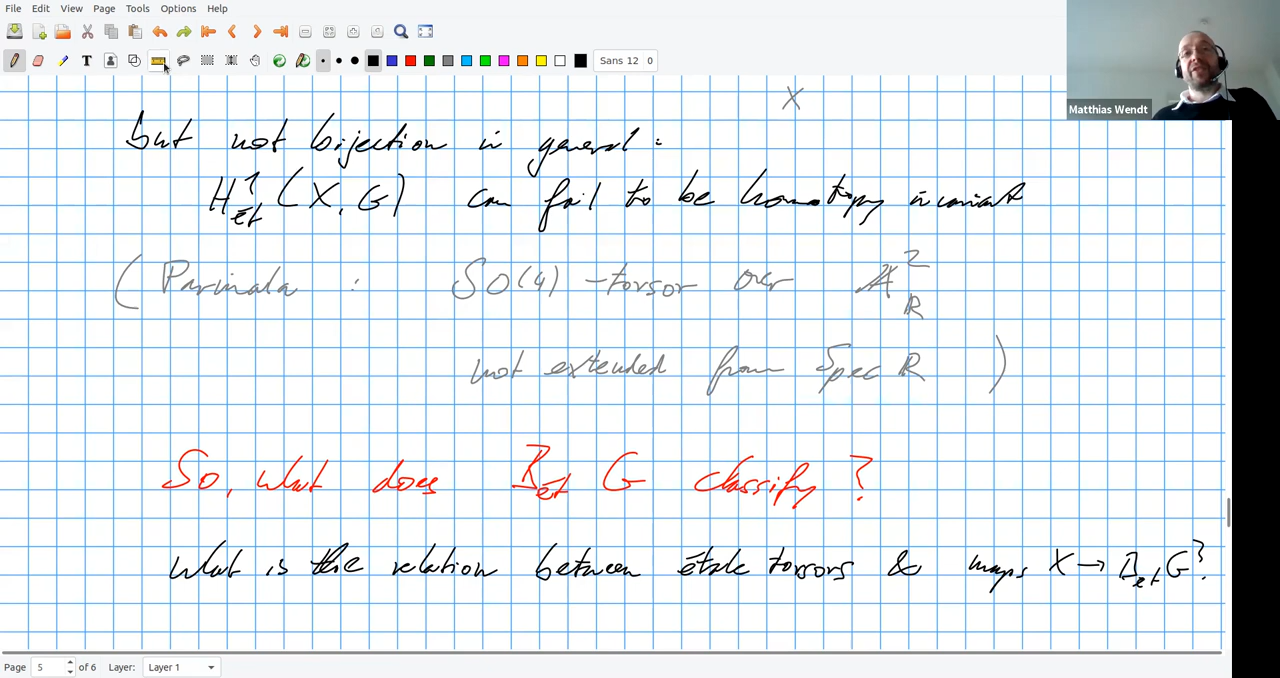 File Edit View Page Tools Options Help
Sans 12 0
Matthias Wendt
X
but not bijection in general :
H¹ét (X, G) can fail to be homotopy invariant
( Parimala : SO(4) -torsor over 𝔸²ℝ
not extended from Spec ℝ )
So, what does Bét G classify ?
What is the relation between étale torsors & maps X → Bét G ?
Page 5 of 6 Layer: Layer 1